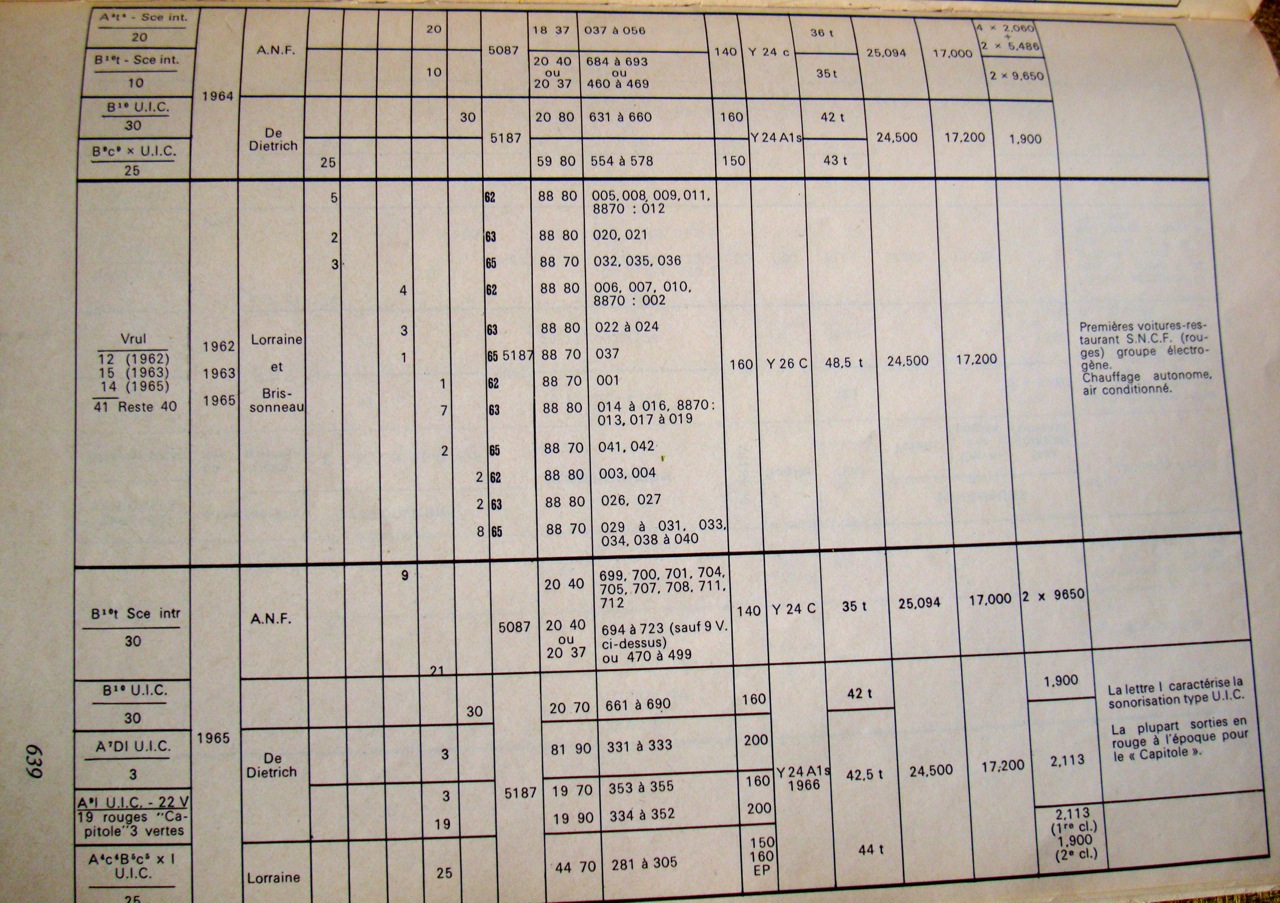 A⁴t⁴ - Sce int.
20
B¹⁰t - Sce int.
10
1964
A.N.F.
20
10
5087
18 37
037 à 056
20 40
ou
20 37
684 à 693
ou
460 à 469
140
Y 24 c
36 t
35 t
25,094
17,000
4 × 2,060
+
2 × 5,486
2 × 9,650
B¹⁰ U.I.C.
30
B⁹c⁹ × U.I.C.
25
De
Dietrich
25
30
5187
20 80
631 à 660
59 80
554 à 578
160
150
Y 24 A1s
42 t
43 t
24,500
17,200
1,900
Vrul
12 (1962)
15 (1963)
14 (1965)
41 Reste 40
1962
1963
1965
Lorraine
et
Bris-
sonneau
5 62 88 80 005, 008, 009, 011,
8870 : 012
2 63 88 80 020, 021
3 65 88 70 032, 035, 036
4 62 88 80 006, 007, 010,
8870 : 002
3 63 88 80 022 à 024
1 65 5187 88 70 037
1 62 88 70 001
7 63 88 80 014 à 016, 8870 :
013, 017 à 019
2 65 88 70 041, 042
2 62 88 80 003, 004
2 63 88 80 026, 027
8 65 88 70 029 à 031, 033,
034, 038 à 040
160
Y 26 C
48,5 t
24,500
17,200
Premières voitures-res-
taurant S.N.C.F. (rou-
ges) groupe électro-
gène.
Chauffage autonome,
air conditionné.
B¹⁰t Sce intr
30
1965
A.N.F.
9
21
5087
20 40
699, 700, 701, 704,
705, 707, 708, 711,
712
20 40
ou
20 37
694 à 723 (sauf 9 V.
ci-dessus)
ou 470 à 499
140
Y 24 C
35 t
25,094
17,000
2 × 9650
B¹⁰ U.I.C.
30
A⁷DI U.I.C.
3
A⁹I U.I.C. - 22 V
19 rouges "Ca-
pitole" 3 vertes
A⁴c⁴B⁵c⁵ x I
U.I.C.
25
De
Dietrich
Lorraine
30
3
3
19
25
5187
20 70
661 à 690
81 90
331 à 333
19 70
353 à 355
19 90
334 à 352
44 70
281 à 305
160
200
160
200
150
160
EP
Y 24 A1s
1966
42 t
42,5 t
44 t
24,500
17,200
1,900
2,113
2,113
(1re cl.)
1,900
(2e cl.)
La lettre I caractérise la
sonorisation type U.I.C.
La plupart sorties en
rouge à l'époque pour
le « Capitole ».
639